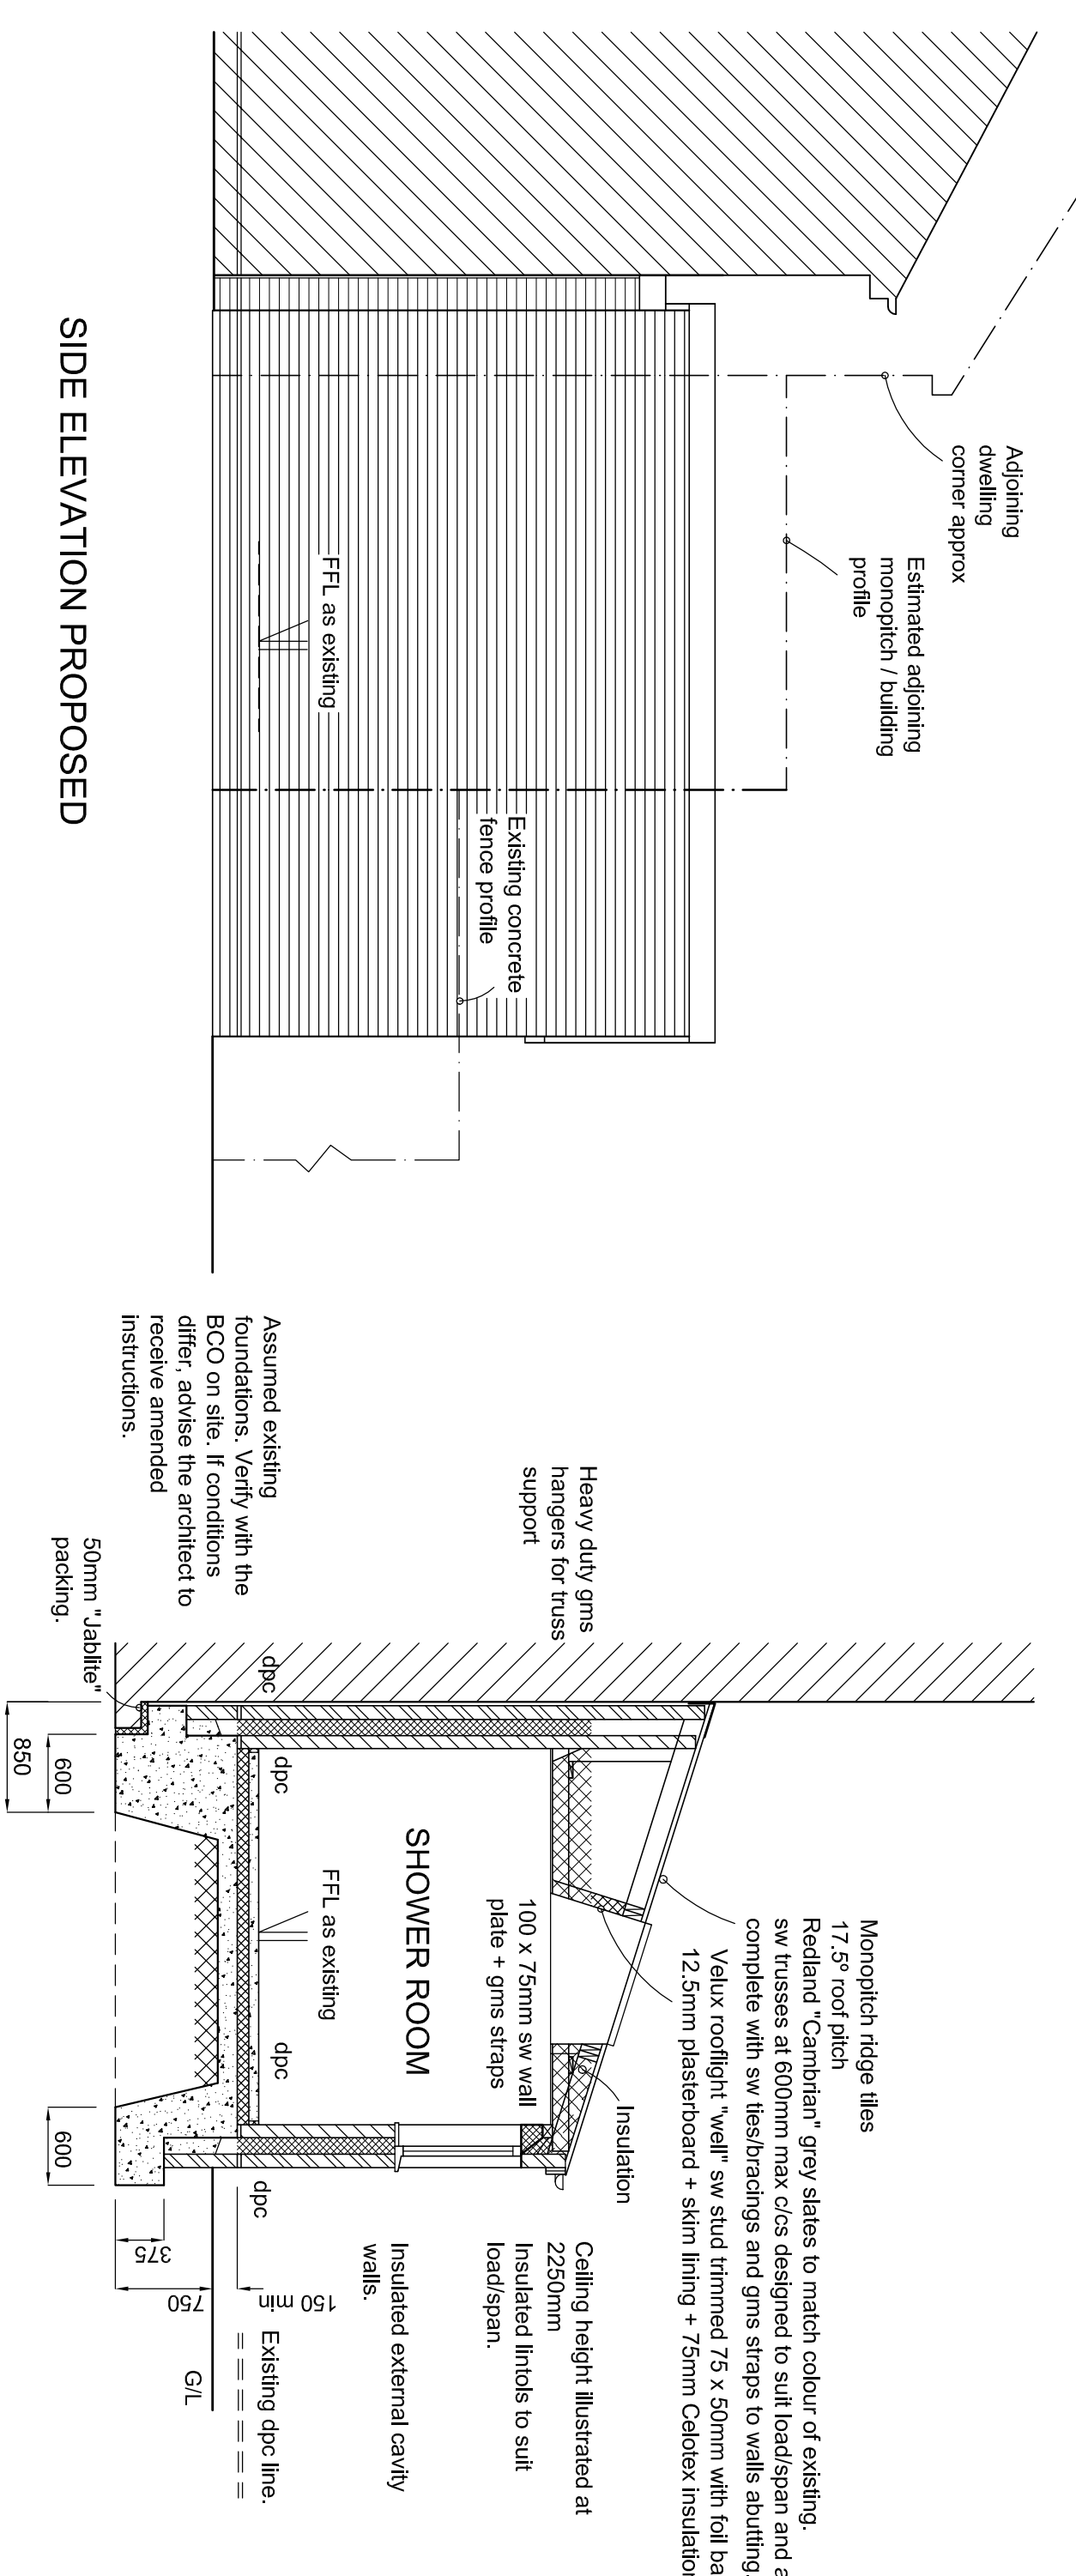 Adjoining
dwelling
corner approx
Estimated adjoining
monopitch / building
profile
FFL as existing
Existing concrete
fence profile
SIDE ELEVATION PROPOSED
Monopitch ridge tiles
17.5° roof pitch
Redland "Cambrian" grey slates to match colour of existing.
sw trusses at 600mm max c/cs designed to suit load/span and
complete with sw ties/bracings and gms straps to walls abutting
Velux rooflight "well" sw stud trimmed 75 x 50mm with foil
12.5mm plasterboard + skim lining + 75mm Celotex insulation
Insulation
Heavy duty gms
hangers for truss
support
Ceiling height illustrated at
2250mm
Insulated lintols to suit
load/span.
100 x 75mm sw wall
plate + gms straps
SHOWER ROOM
Insulated external cavity
walls.
FFL as existing
dpc
dpc
dpc
dpc
Assumed existing
foundations. Verify with the
BCO on site. If conditions
differ, advise the architect to
receive amended
instructions.
150 min
Existing dpc line.
G/L
750
375
50mm "Jablite"
packing.
600
600
850